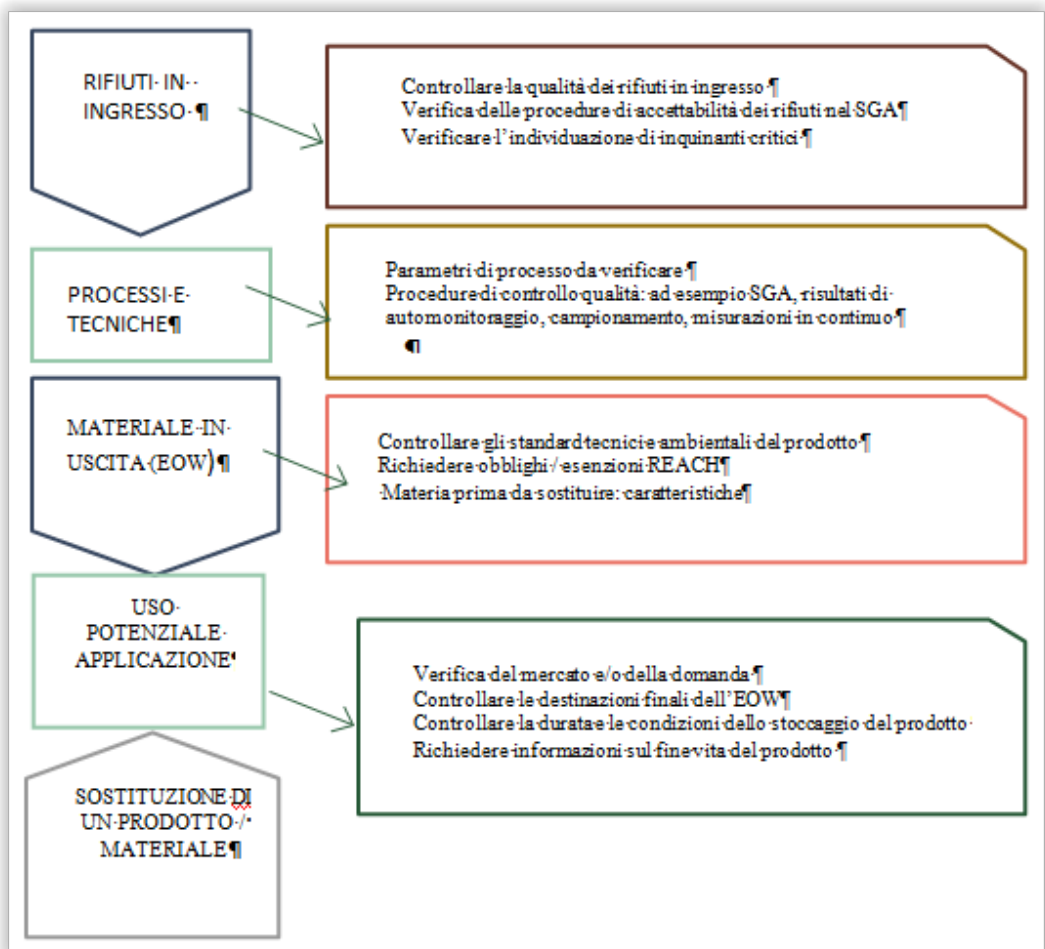 RIFIUTI· IN··
INGRESSO·¶
Controllare la qualità dei rifiuti in ingresso·¶
Verifica delle procedure di accettabilità dei rifiuti nel SGA¶
Verificare l'individuazione di inquinanti critici¶
PROCESSI·E·
TECNICHE¶
Parametri di processo da verificare¶
Procedure di controllo qualità: ad esempio SGA, risultati di·
automonitoraggio, campionamento, misurazioni in continuo·¶
¶
MATERIALE·IN·
USCITA·(EOW)¶
Controllare gli standard tecnici e ambientali del prodotto¶
Richiedere obblighi / esenzioni REACH¶
·Materia prima da sostituire: caratteristiche¶
USO·
POTENZIALE·
APPLICAZIONE¶
Verifica del mercato e/o della domanda¶
Controllare le destinazioni finali dell'EOW¶
Controllare la durata e le condizioni dello stoccaggio del prodotto·
Richiedere informazioni sul fine vita del prodotto·¶
SOSTITUZIONE·DI
UN·PRODOTTO·/·
MATERIALE¶